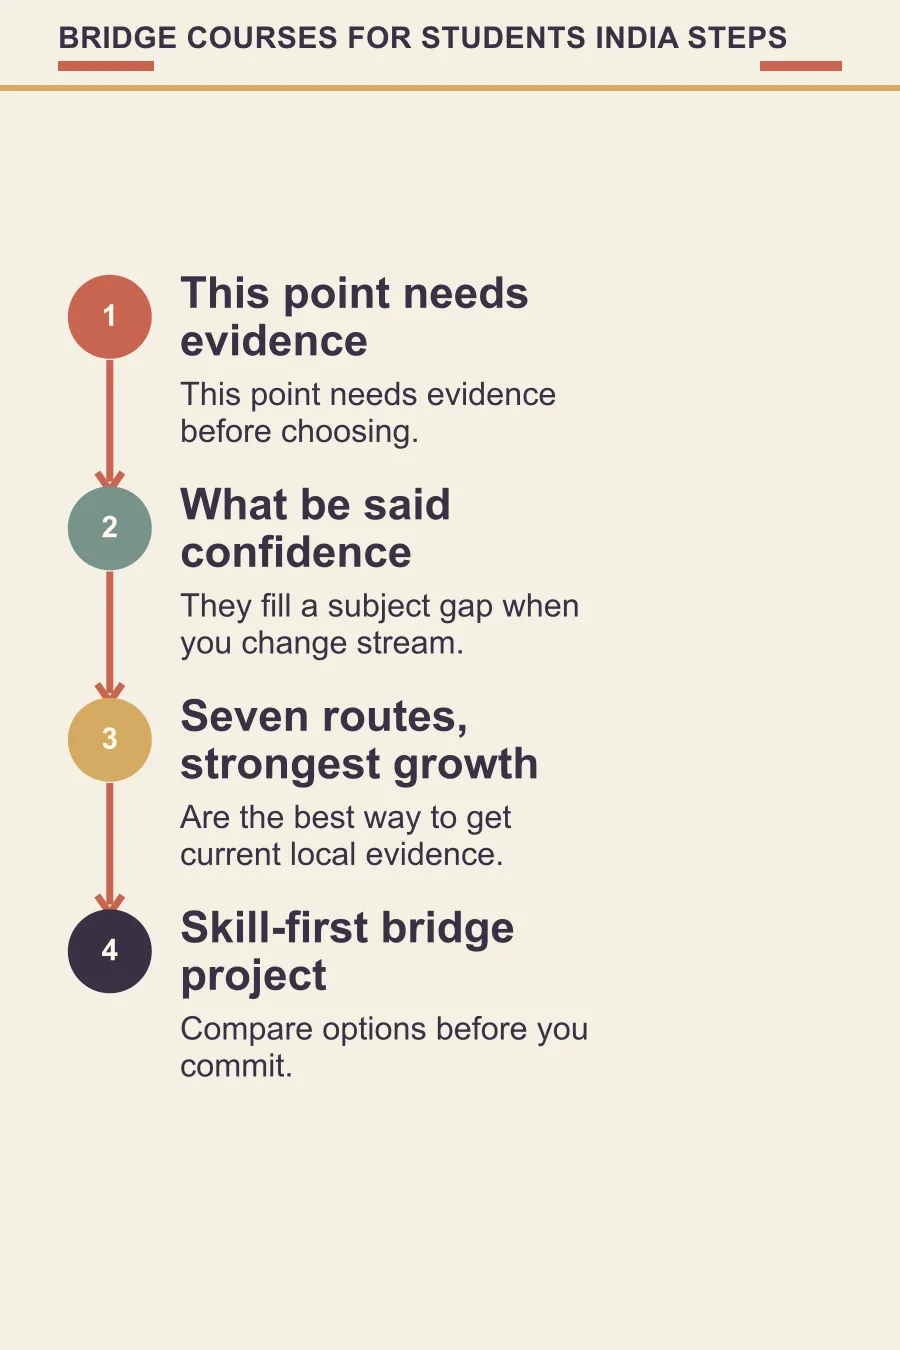 BRIDGE COURSES FOR STUDENTS INDIA STEPS
1
This point needs
evidence
This point needs evidence
before choosing.
2
What be said
confidence
They fill a subject gap when
you change stream.
3
Seven routes,
strongest growth
Are the best way to get
current local evidence.
4
Skill-first bridge
project
Compare options before you
commit.